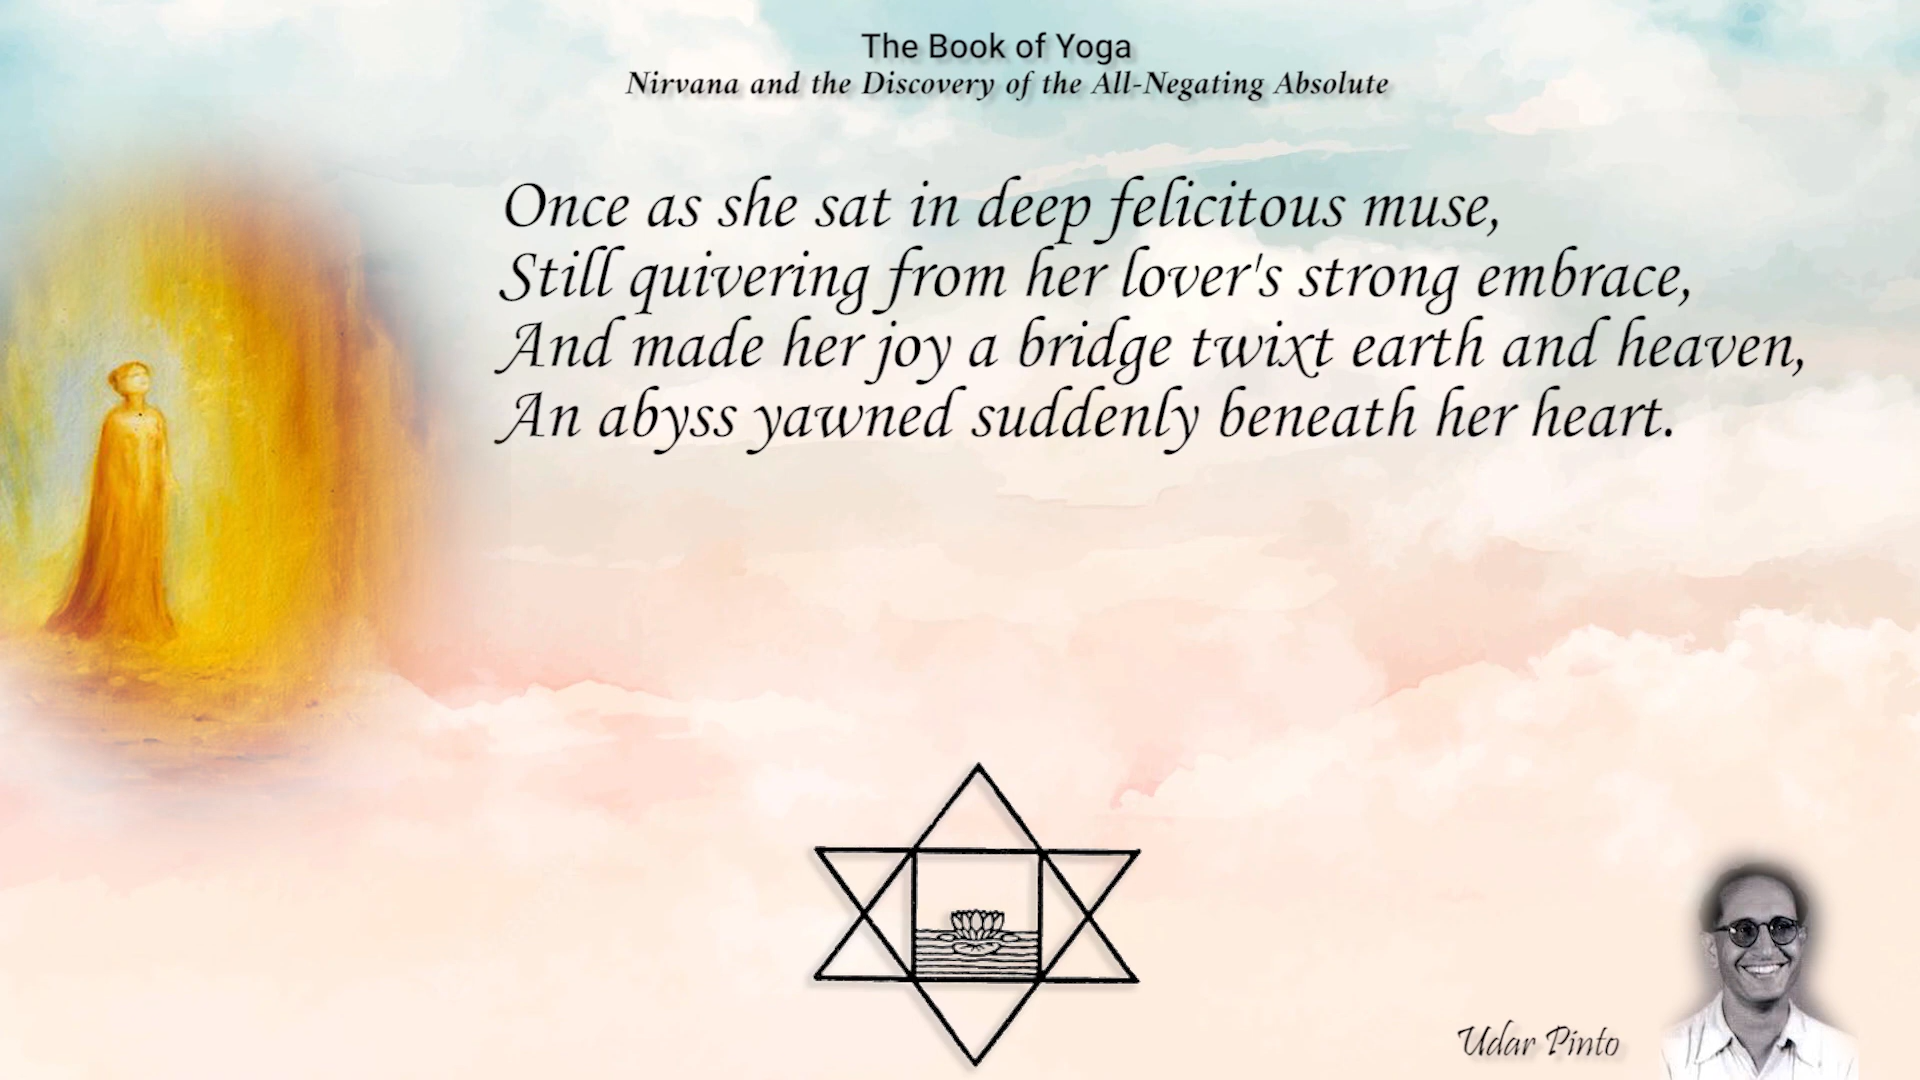 The Book of Yoga
Nirvana and the Discovery of the All-Negating Absolute
Once as she sat in deep felicitous muse,
Still quivering from her lover's strong embrace,
And made her joy a bridge twixt earth and heaven,
An abyss yawned suddenly beneath her heart.
Udar Pinto